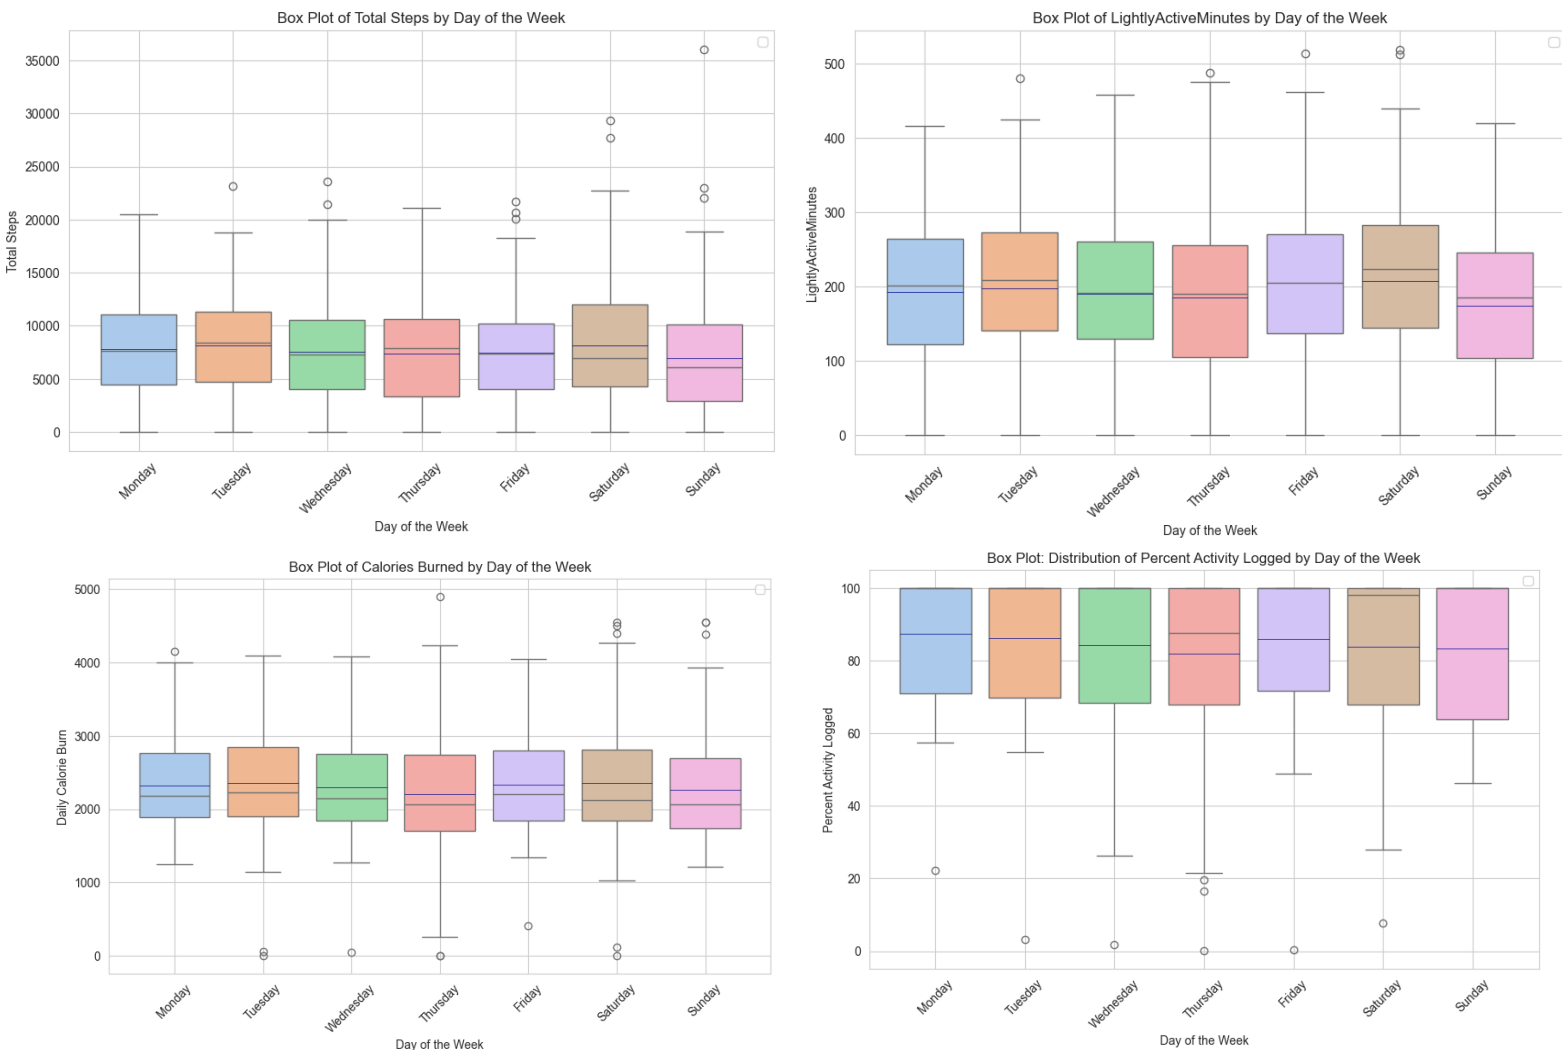 Box Plot of Total Steps by Day of the Week
35000
30000
25000
20000
15000
10000
5000
0
Total Steps
Monday
Tuesday
Wednesday
Thursday
Friday
Saturday
Sunday
Day of the Week
Box Plot of LightlyActiveMinutes by Day of the Week
500
400
300
200
100
0
LightlyActiveMinutes
Monday
Tuesday
Wednesday
Thursday
Friday
Saturday
Sunday
Day of the Week
Box Plot of Calories Burned by Day of the Week
5000
4000
3000
2000
1000
0
Daily Calorie Burn
Monday
Tuesday
Wednesday
Thursday
Friday
Saturday
Sunday
Day of the Week
Box Plot: Distribution of Percent Activity Logged by Day of the Week
100
80
60
40
20
0
Percent Activity Logged
Monday
Tuesday
Wednesday
Thursday
Friday
Saturday
Sunday
Day of the Week